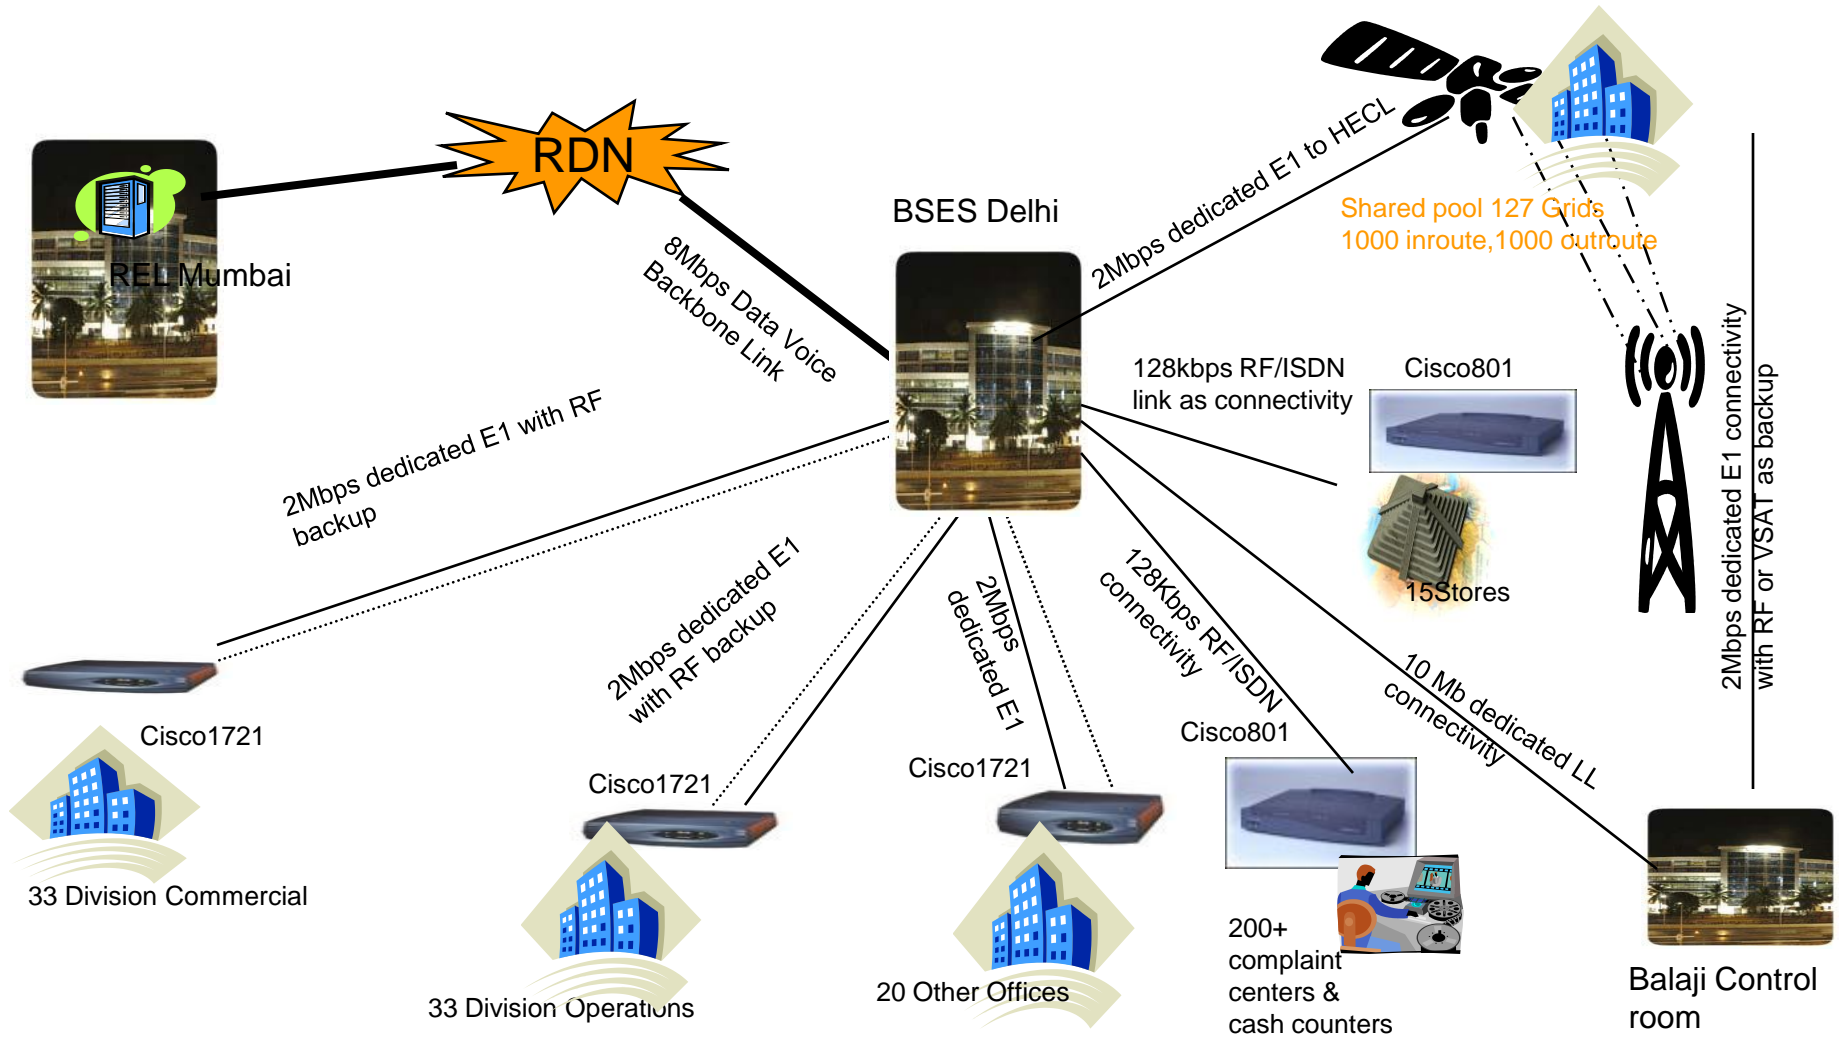 RDN
REL Mumbai
BSES Delhi
8Mbps Data Voice
Backbone Link
2Mbps dedicated E1 to HECL
Shared pool 127 Grids
1000 inroute,1000 outroute
2Mbps dedicated E1 connectivity
with RF or VSAT as backup
128kbps RF/ISDN
link as connectivity
Cisco801
15Stores
2Mbps dedicated E1 with RF
backup
2Mbps dedicated E1
with RF backup
2Mbps
dedicated E1
128Kbps RF/ISDN
connectivity
10 Mb dedicated LL
connectivity
Cisco1721
33 Division Commercial
Cisco1721
33 Division Operations
Cisco1721
20 Other Offices
Cisco801
200+
complaint
centers &
cash counters
Balaji Control
room